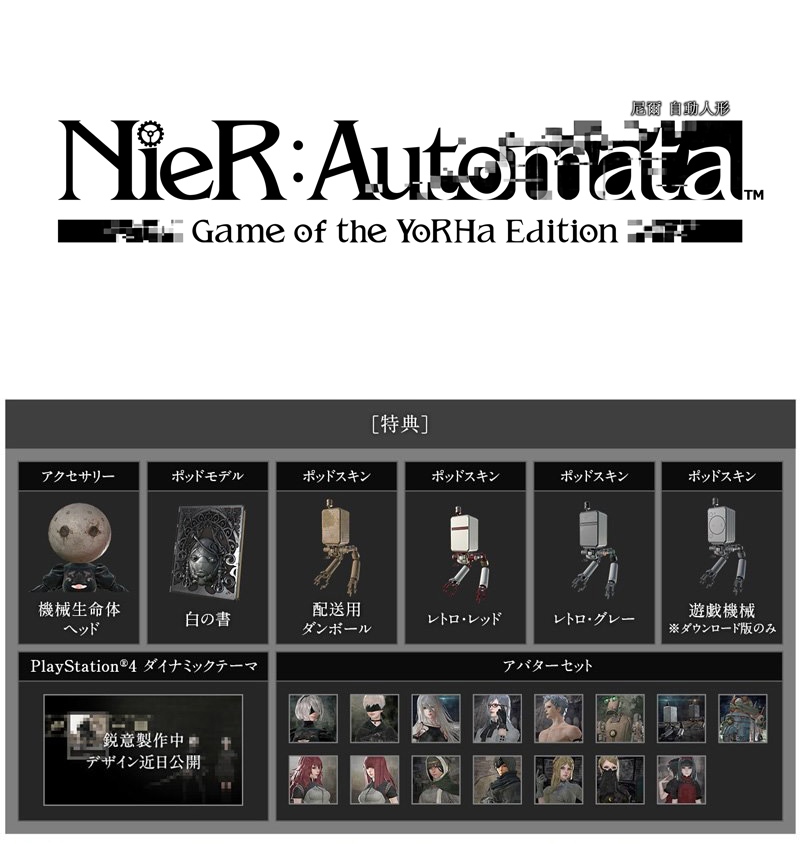 尼爾 自動人形
NieR:Automata™
Game of the YoRHa Edition
[特典]
アクセサリー
機械生命体
ヘッド
ポッドモデル
白の書
ポッドスキン
配送用
ダンボール
ポッドスキン
レトロ・レッド
ポッドスキン
レトロ・グレー
ポッドスキン
遊戯機械
※ダウンロード版のみ
PlayStation®4 ダイナミックテーマ
鋭意製作中
デザイン近日公開
アバターセット